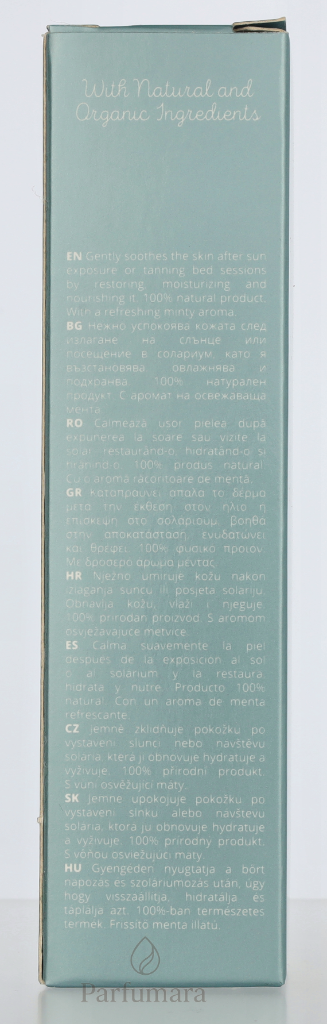 With Natural and
Organic Ingredients
EN Gently soothes the skin after sun
exposure or tanning bed sessions
by restoring, moisturizing and
nourishing it. 100% natural product.
With a refreshing minty aroma.
BG Нежно успокоява кожата след
излагане на слънце или
посещение в солариум, като я
възстановява, овлажнява и
подхранва. 100% натурален
продукт. С аромат на освежаваща
мента.
RO Calmează ușor pielea după
expunerea la soare sau vizite la
solar, restaurând-o, hidratând-o și
hrănind-o. 100% produs natural.
Cu o aromă răcoritoare de mentă.
GR Καταπραΰνει απαλά το δέρμα
μετά την έκθεση στον ήλιο ή
επίσκεψη στο σολάριουμ, βοηθά
στην αποκατάσταση, ενυδατώνει
και θρέφει. 100% φυσικό προϊόν.
Με δροσερό άρωμα μέντας.
HR Nježno umiruje kožu nakon
izlaganja suncu ili posjeta solariju.
Obnavlja kožu, vlaži i njeguje.
100% prirodan proizvod. S aromom
osvježavajuće metvice.
ES Calma suavemente la piel
después de la exposición al sol
o al solarium y la restaura,
hidrata y nutre. Producto 100%
natural. Con un aroma de menta
refrescante.
CZ Jemně zklidňuje pokožku po
vystavení slunci nebo návštěvu
solária, která ji obnovuje hydratuje a
vyživuje. 100% přírodní produkt.
S vůní osvěžující máty.
SK Jemne upokojuje pokožku po
vystavení slnku alebo návštevu
solária, ktorá ju obnovuje hydratuje
a vyživuje. 100% prírodný produkt.
S vôňou osviežujúci mäty.
HU Gyengéden nyugtatja a bőrt
napozás és szoláriumozás után, úgy
hogy visszaállítja, hidratálja és
táplálja azt. 100%-ban természetes
termék. Frissítő menta illatú.
Parfumara